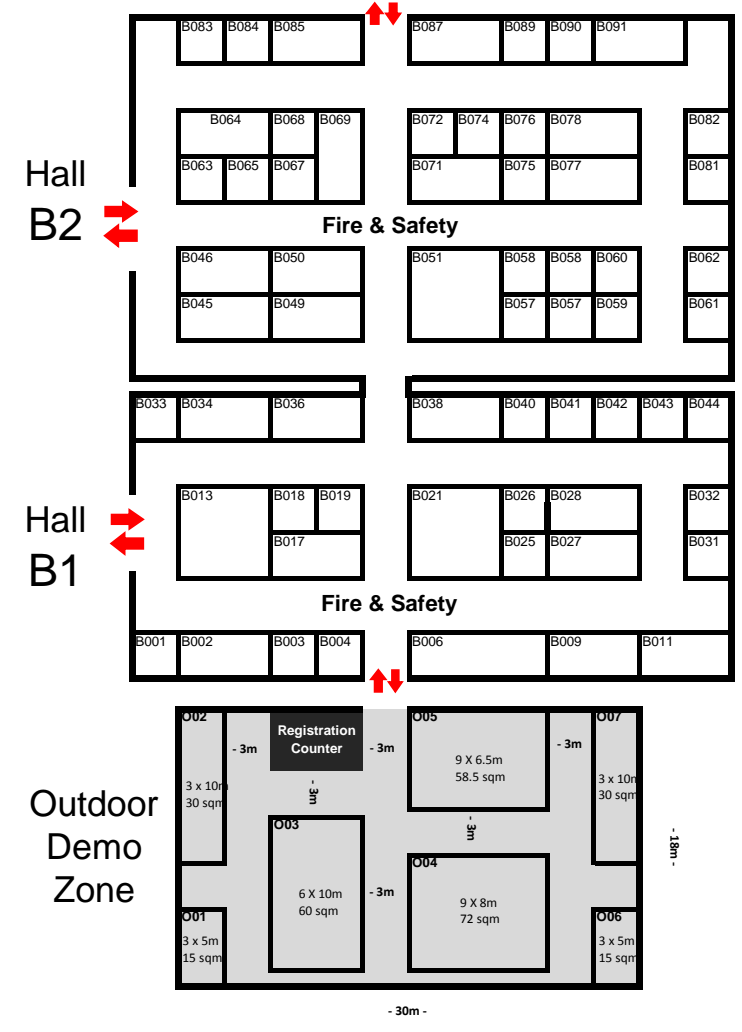 B083 B084 B085 B087 B089 B090 B091
B064 B068 B069 B072 B074 B076 B078 B082
B063 B065 B067 B071 B075 B077 B081
Hall
B2
Fire & Safety
B046 B050 B051 B058 B058 B060 B062
B045 B049 B057 B057 B059 B061
B033 B034 B036 B038 B040 B041 B042 B043 B044
B013 B018 B019 B021 B026 B028 B032
Hall
B1
B017 B025 B027 B031
Fire & Safety
B001 B002 B003 B004 B006 B009 B011
O02 O05 O07
Registration
Counter
- 3m - 3m - 3m
9 X 6.5m
58.5 sqm
3 x 10m
30 sqm
3 x 10m
30 sqm
- 3m
- 3m
Outdoor
Demo
Zone
O03
- 18m -
O04
6 X 10m
60 sqm
- 3m
9 X 8m
72 sqm
O01 O06
3 x 5m
15 sqm
3 x 5m
15 sqm
- 30m -